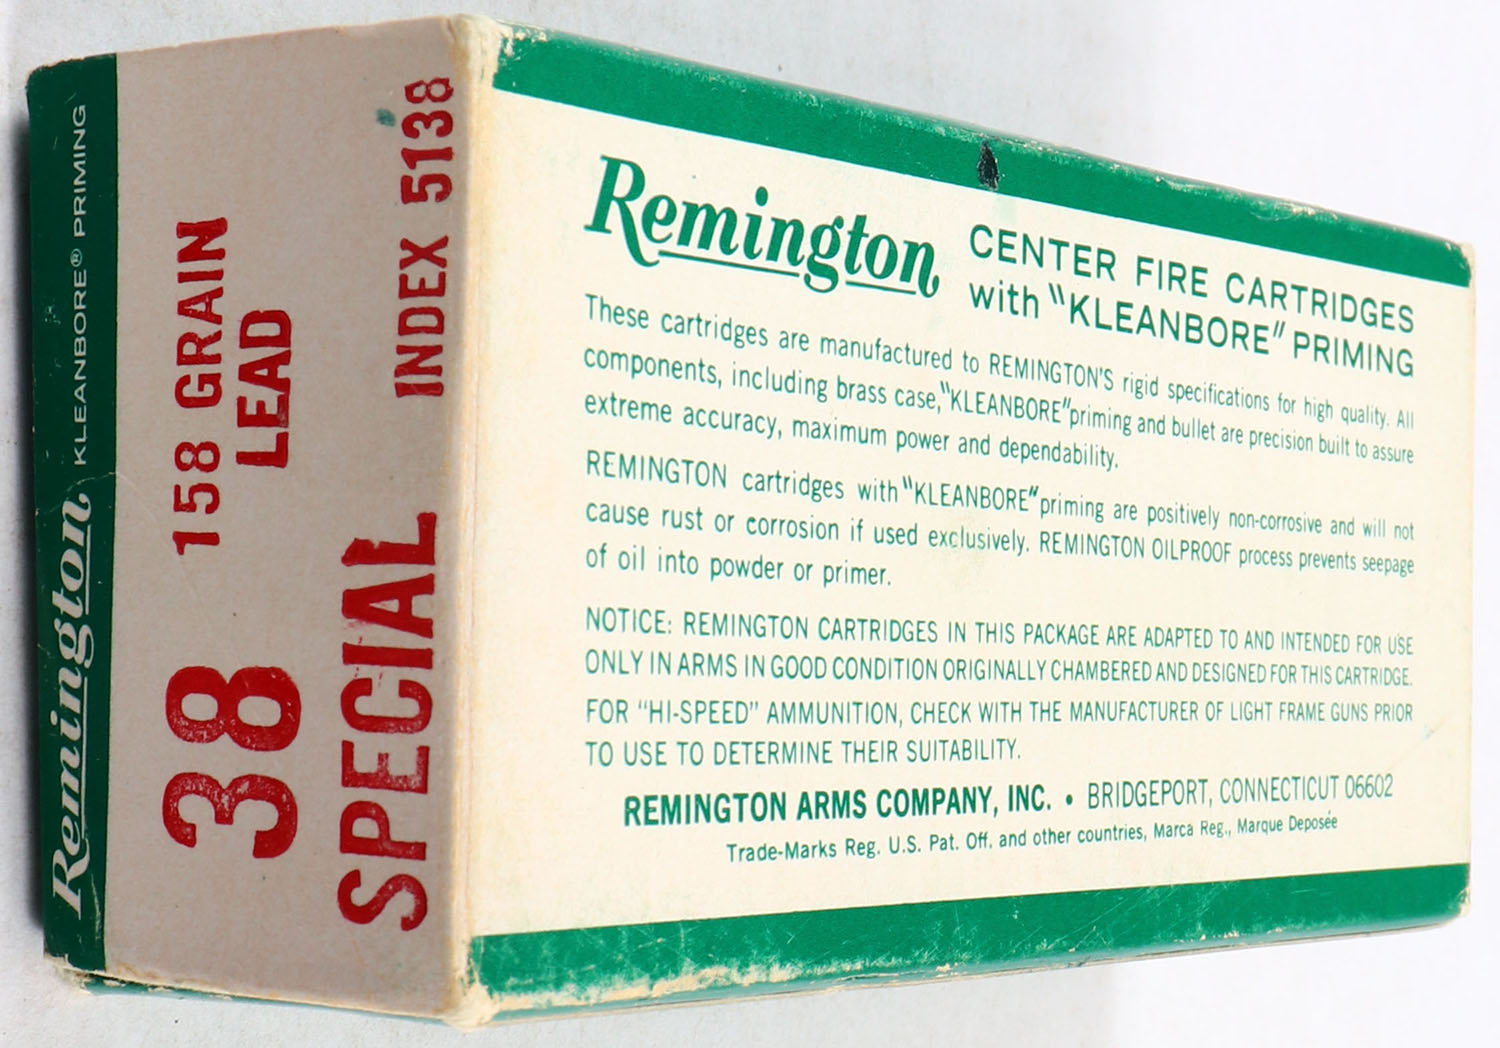 Remington KLEANBORE® PRIMING
38 158 GRAIN
LEAD
SPECIAL INDEX 5138
Remington CENTER FIRE CARTRIDGES
with "KLEANBORE" PRIMING
These cartridges are manufactured to REMINGTON'S rigid specifications for high quality. All
components, including brass case, "KLEANBORE" priming and bullet are precision built to assure
extreme accuracy, maximum power and dependability.
REMINGTON cartridges with "KLEANBORE" priming are positively non-corrosive and will not
cause rust or corrosion if used exclusively. REMINGTON OILPROOF process prevents seepage
of oil into powder or primer.
NOTICE: REMINGTON CARTRIDGES IN THIS PACKAGE ARE ADAPTED TO AND INTENDED FOR USE
ONLY IN ARMS IN GOOD CONDITION ORIGINALLY CHAMBERED AND DESIGNED FOR THIS CARTRIDGE.
FOR "HI-SPEED" AMMUNITION, CHECK WITH THE MANUFACTURER OF LIGHT FRAME GUNS PRIOR
TO USE TO DETERMINE THEIR SUITABILITY.
REMINGTON ARMS COMPANY, INC. • BRIDGEPORT, CONNECTICUT 06602
Trade-Marks Reg. U.S. Pat. Off. and other countries, Marca Reg., Marque Deposée